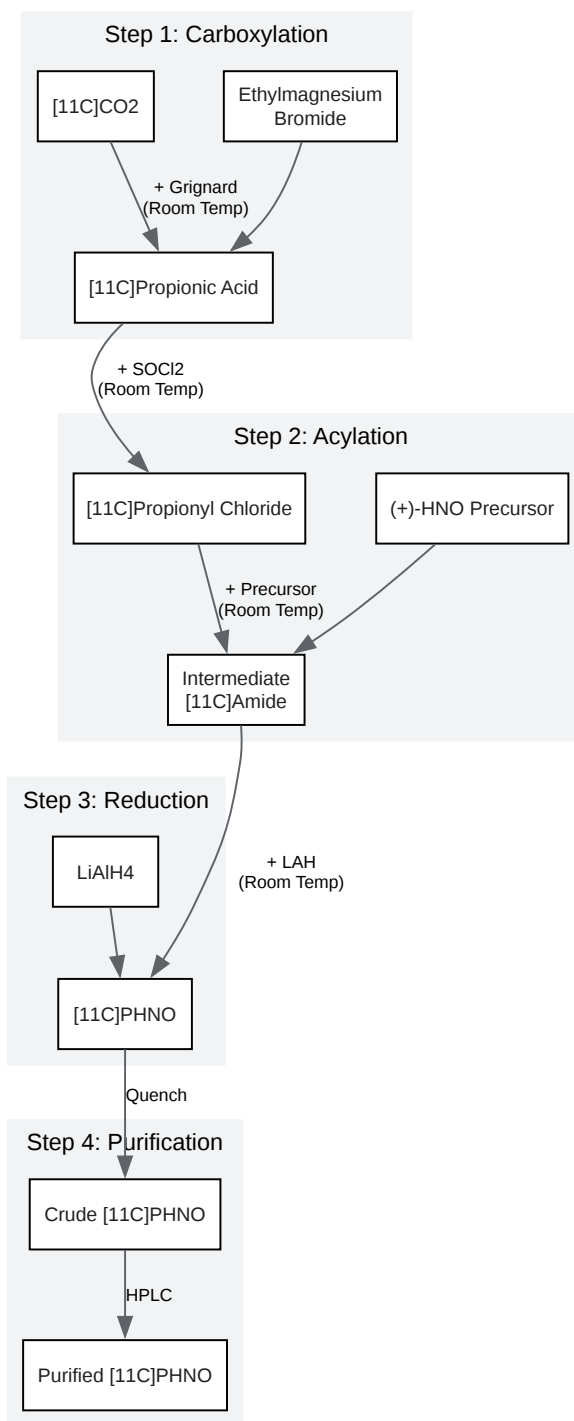 Step 1: Carboxylation
[11C]CO2
Ethylmagnesium
Bromide
+ Grignard
(Room Temp)
[11C]Propionic Acid
+ SOCl2
(Room Temp)
Step 2: Acylation
[11C]Propionyl Chloride
(+)-HNO Precursor
+ Precursor
(Room Temp)
Intermediate
[11C]Amide
Step 3: Reduction
LiAlH4
+ LAH
(Room Temp)
[11C]PHNO
Quench
Step 4: Purification
Crude [11C]PHNO
HPLC
Purified [11C]PHNO